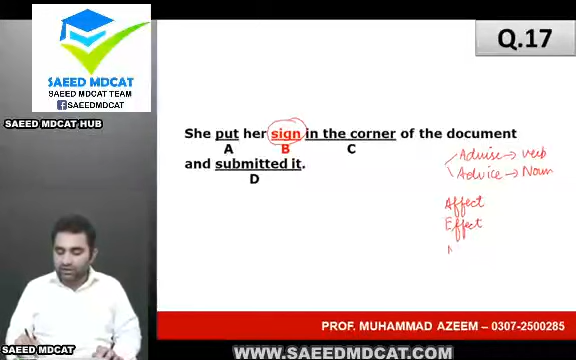 SAEED MDCAT
SAEED MDCAT TEAM
SAEEDMDCAT
SAEED MDCAT HUB
Q.17
She put her sign in the corner of the document
A B C
and submitted it.
D
Advise → verb
Advice → Noun
Affect
Effect
SAEED MDCAT
PROF. MUHAMMAD AZEEM – 0307-2500285
WWW.SAEEDMDCAT.COM